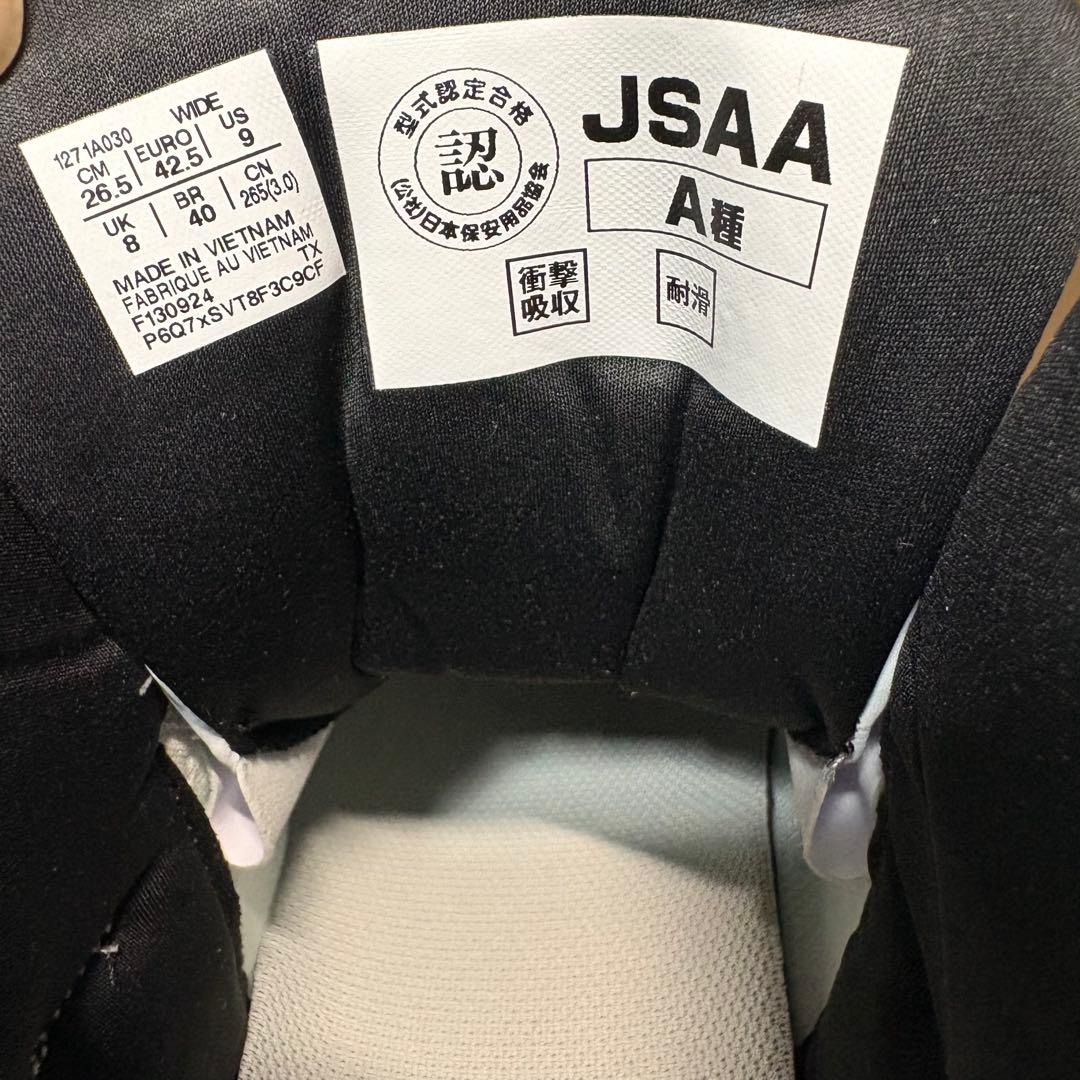 1271A030 WIDE
CM EURO US
26.5 42.5 9
UK BR CN
8 40 265(3.0)
MADE IN VIETNAM
FABRIQUE AU VIETNAM
F130924 TX
P6Q7xSVT8F3C9CF
型式認定合格
認
(公社)日本保安用品協会
JSAA
A種
衝撃
吸収
耐滑